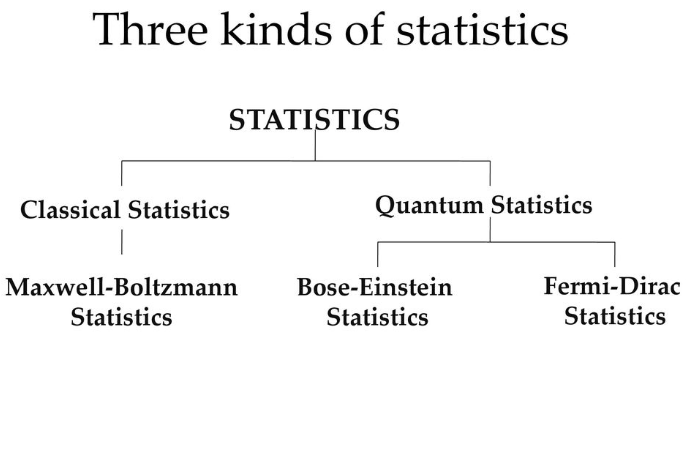 Three kinds of statistics
STATISTICS
Classical Statistics
Quantum Statistics
Maxwell-Boltzmann
Statistics
Bose-Einstein
Statistics
Fermi-Dirac
Statistics